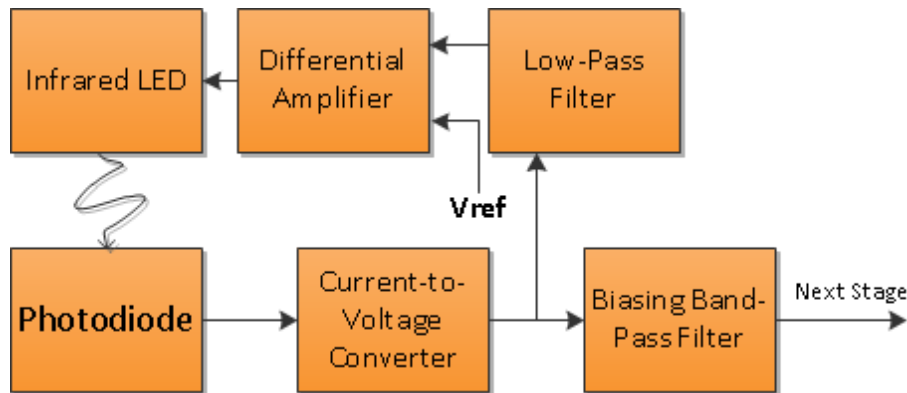 Infrared LED
Differential
Amplifier
Low-Pass
Filter
Vref
Photodiode
Current-to-
Voltage
Converter
Biasing Band-
Pass Filter
Next Stage